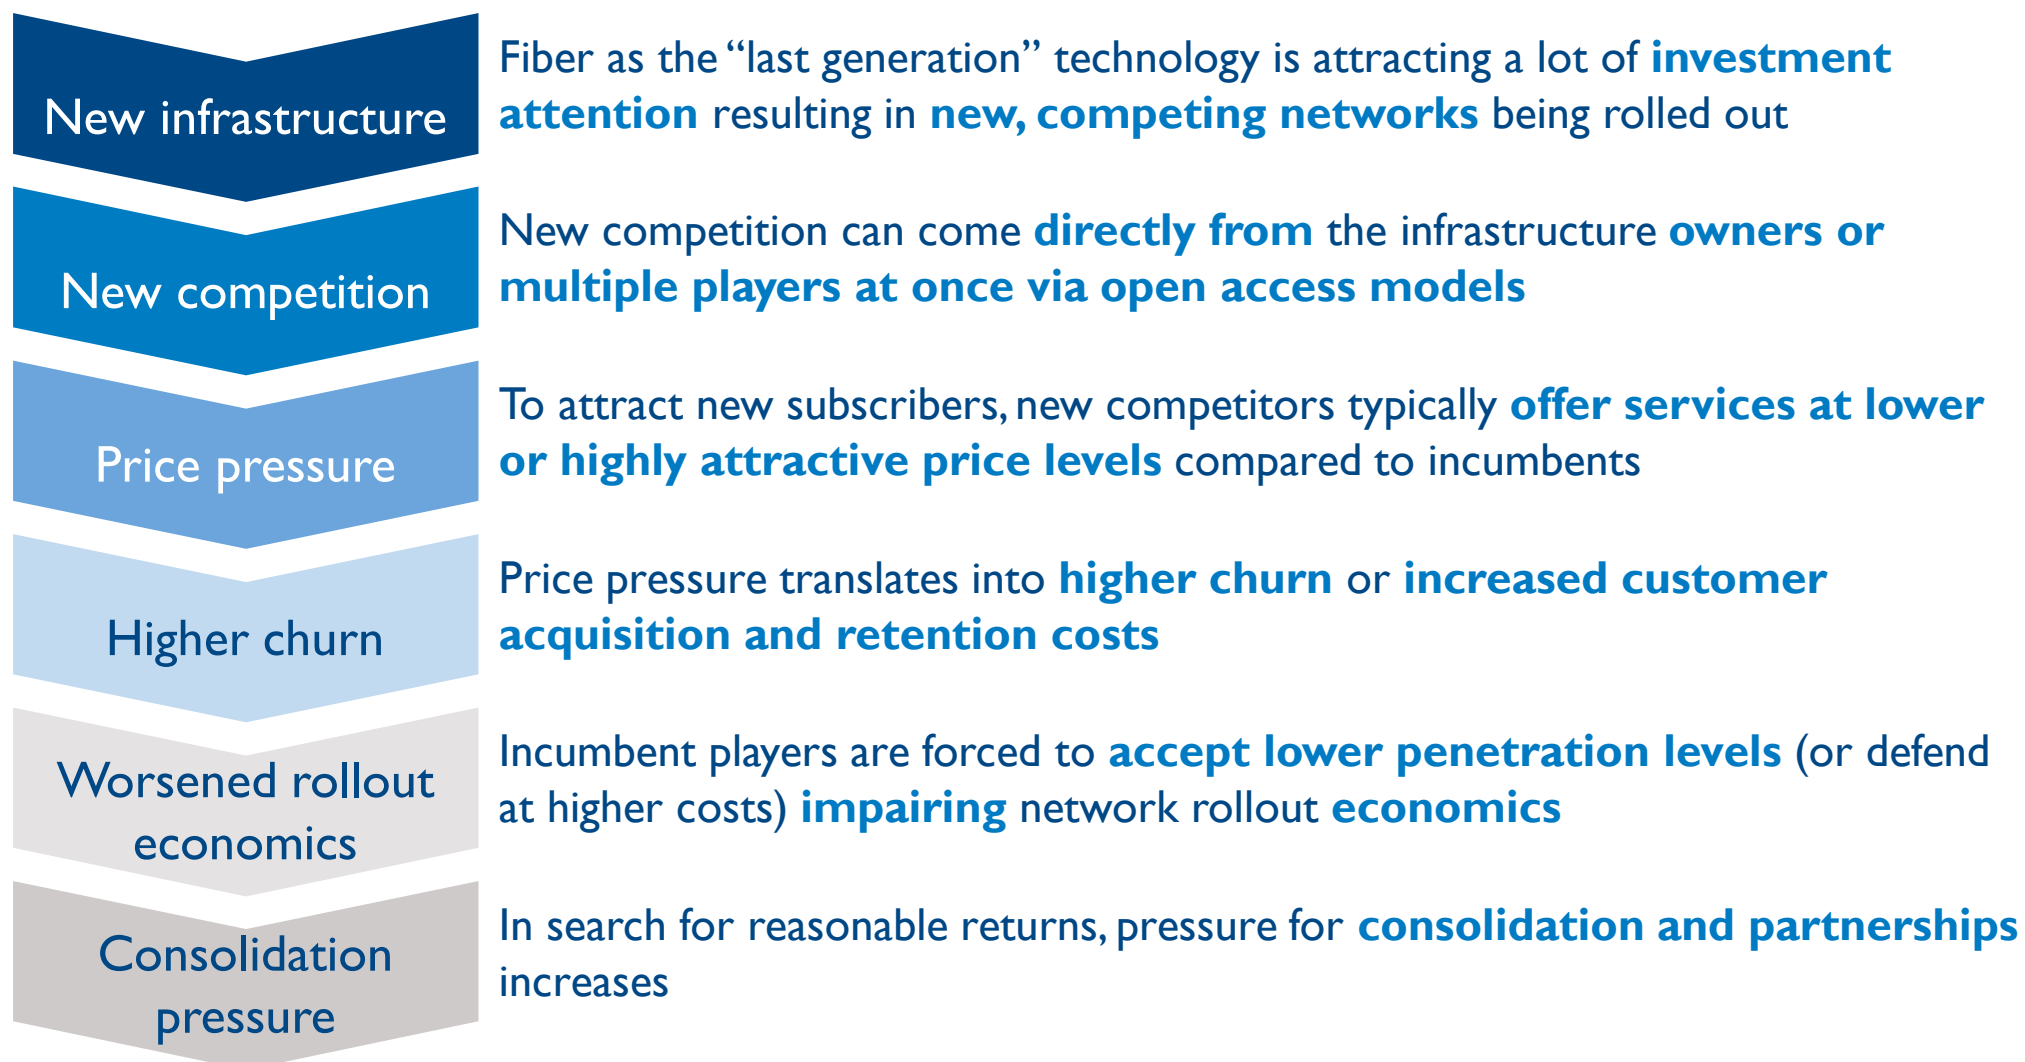 New infrastructure
Fiber as the “last generation” technology is attracting a lot of investment
attention resulting in new, competing networks being rolled out
New competition
New competition can come directly from the infrastructure owners or
multiple players at once via open access models
Price pressure
To attract new subscribers, new competitors typically offer services at lower
or highly attractive price levels compared to incumbents
Higher churn
Price pressure translates into higher churn or increased customer
acquisition and retention costs
Worsened rollout
economics
Incumbent players are forced to accept lower penetration levels (or defend
at higher costs) impairing network rollout economics
Consolidation
pressure
In search for reasonable returns, pressure for consolidation and partnerships
increases